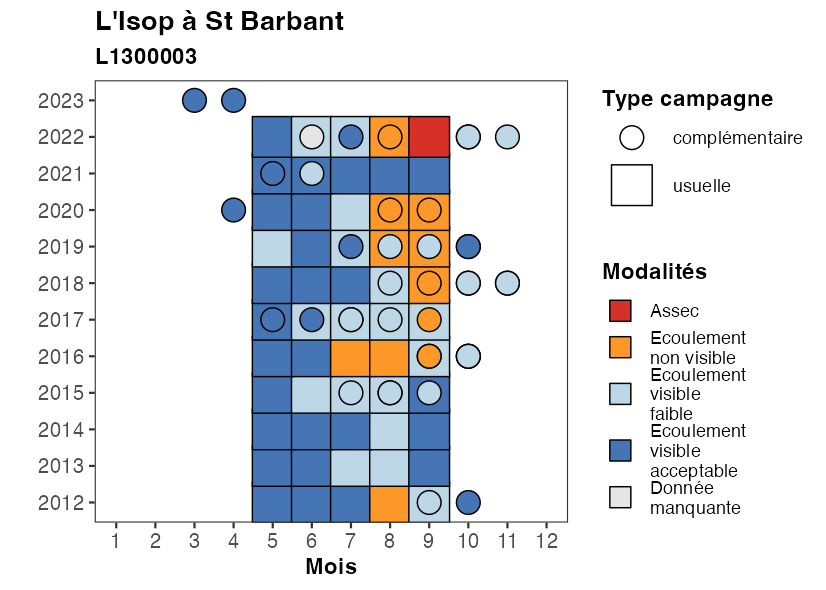 L'Isop à St Barbant
L1300003
2023
2022
2021
2020
2019
2018
2017
2016
2015
2014
2013
2012
1 2 3 4 5 6 7 8 9 10 11 12
Mois
Type campagne
complémentaire
usuelle
Modalités
Assec
Ecoulement
non visible
Ecoulement
visible
faible
Ecoulement
visible
acceptable
Donnée
manquante